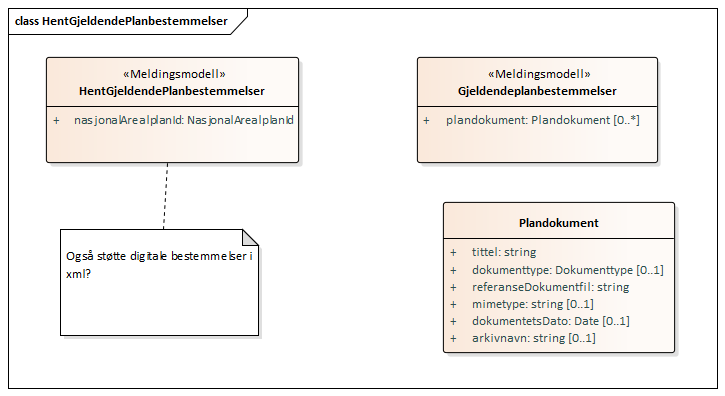 class HentGjeldendePlanbestemmelser
«Meldingsmodell»
HentGjeldendePlanbestemmelser
+ nasjonalArealplanId: NasjonalArealplanId
«Meldingsmodell»
Gjeldendeplanbestemmelser
+ plandokument: Plandokument [0..*]
Også støtte digitale bestemmelser i
xml?
Plandokument
+ tittel: string
+ dokumenttype: Dokumenttype [0..1]
+ referanseDokumentfil: string
+ mimetype: string [0..1]
+ dokumentetsDato: Date [0..1]
+ arkivnavn: string [0..1]